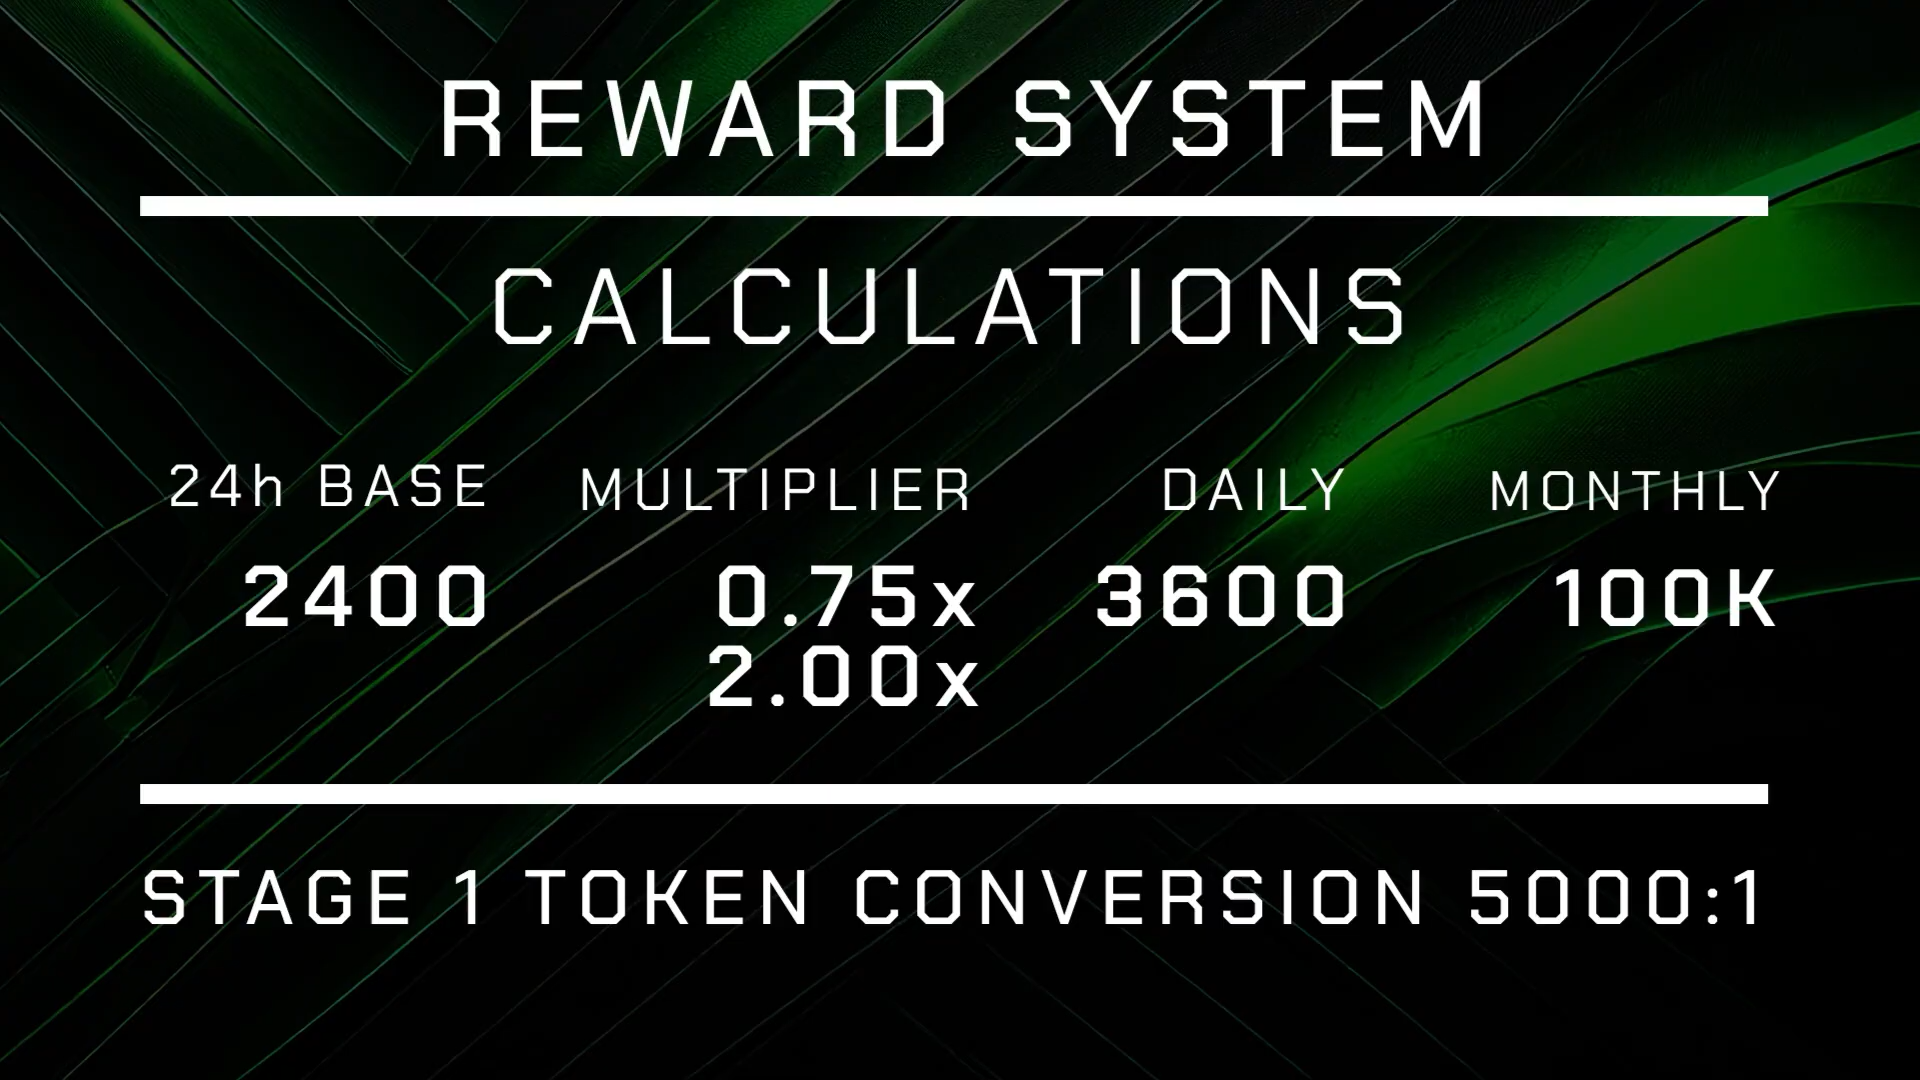 REWARD SYSTEM
CALCULATIONS
24h BASE MULTIPLIER DAILY MONTHLY
2400 0.75x 3600 100K
2.00x
STAGE 1 TOKEN CONVERSION 5000:1